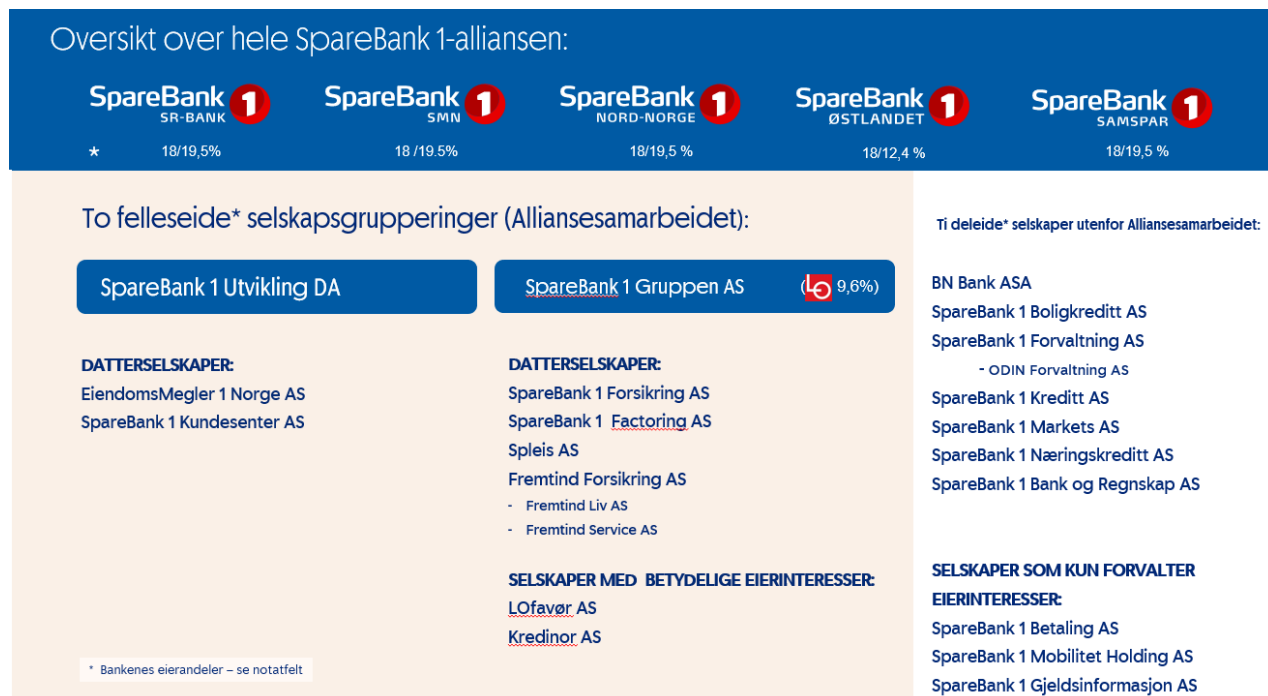 Oversikt over hele SpareBank 1-alliansen:
SpareBank 1
SR-BANK
SpareBank 1
SMN
SpareBank 1
NORD-NORGE
SpareBank 1
ØSTLANDET
SpareBank 1
SAMSPAR
* 18/19,5% 18 /19.5% 18/19,5 % 18/12,4 % 18/19,5 %
To felleseide* selskapsgrupperinger (Alliansesamarbeidet):
SpareBank 1 Utvikling DA
DATTERSELSKAPER:
EiendomsMegler 1 Norge AS
SpareBank 1 Kundesenter AS
SpareBank 1 Gruppen AS (LO 9,6%)
DATTERSELSKAPER:
SpareBank 1 Forsikring AS
SpareBank 1 Factoring AS
Spleis AS
Fremtind Forsikring AS
- Fremtind Liv AS
- Fremtind Service AS
SELSKAPER MED BETYDELIGE EIERINTERESSER:
LOfavør AS
Kredinor AS
* Bankenes eierandeler – se notatfelt
Ti deleide* selskaper utenfor Alliansesamarbeidet:
BN Bank ASA
SpareBank 1 Boligkreditt AS
SpareBank 1 Forvaltning AS
- ODIN Forvaltning AS
SpareBank 1 Kreditt AS
SpareBank 1 Markets AS
SpareBank 1 Næringskreditt AS
SpareBank 1 Bank og Regnskap AS
SELSKAPER SOM KUN FORVALTER
EIERINTERESSER:
SpareBank 1 Betaling AS
SpareBank 1 Mobilitet Holding AS
SpareBank 1 Gjeldsinformasjon AS